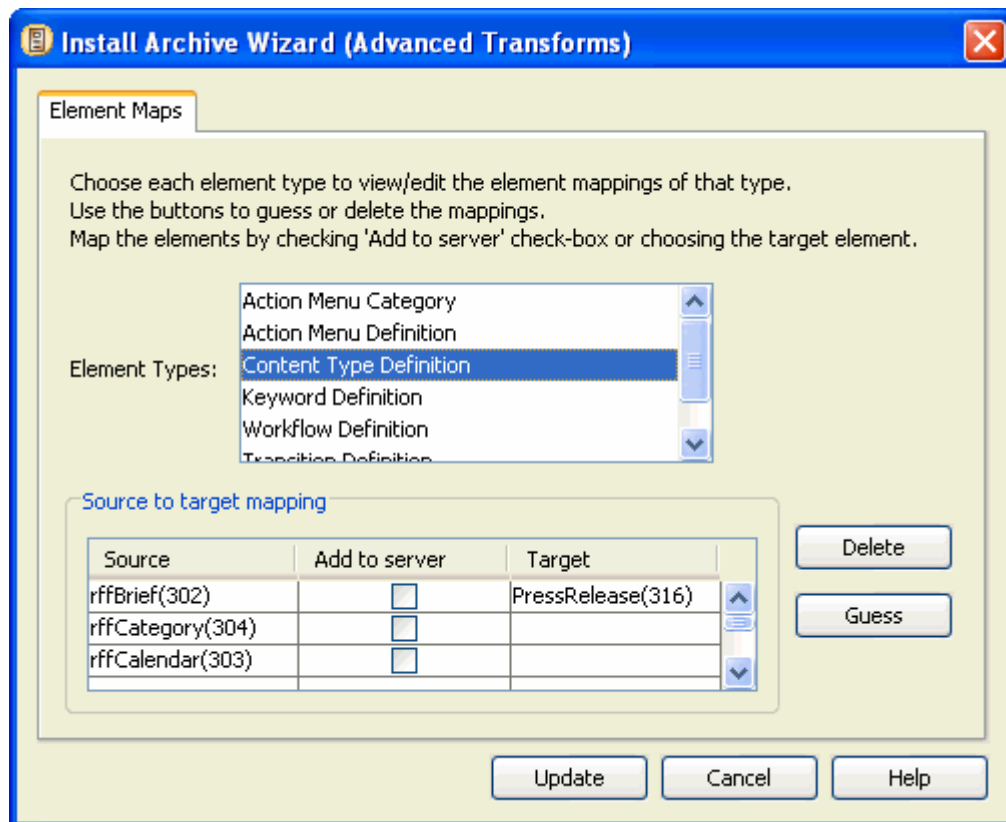 Install Archive Wizard (Advanced Transforms)
Element Maps
Choose each element type to view/edit the element mappings of that type.
Use the buttons to guess or delete the mappings.
Map the elements by checking 'Add to server' check-box or choosing the target element.
Element Types:
Action Menu Category
Action Menu Definition
Content Type Definition
Keyword Definition
Workflow Definition
Transition Definition
Source to target mapping
Source Add to server Target
rffBrief(302) PressRelease(316)
rffCategory(304)
rffCalendar(303)
Delete
Guess
Update Cancel Help